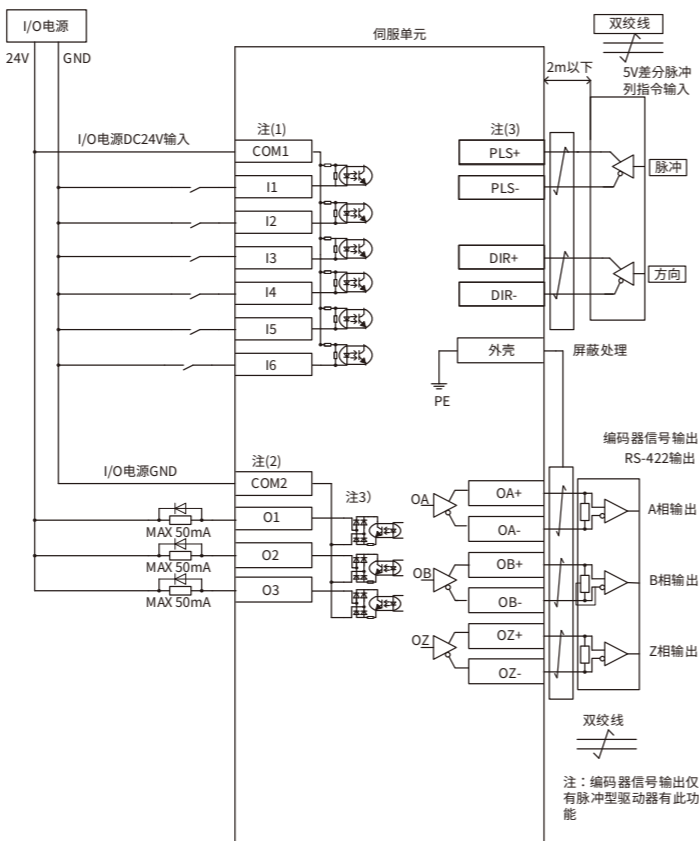 I/O电源
24V
GND
伺服单元
双绞线
2m以下
5V差分脉冲
列指令输入
I/O电源DC24V输入
注(1)
COM1
I1
I2
I3
I4
I5
I6
注(3)
PLS+
PLS-
脉冲
DIR+
DIR-
方向
外壳
屏蔽处理
PE
编码器信号输出
RS-422输出
I/O电源GND
注(2)
COM2
注3）
O1
MAX 50mA
O2
MAX 50mA
O3
MAX 50mA
OA
OA+
OA-
A相输出
OB
OB+
OB-
B相输出
OZ
OZ+
OZ-
Z相输出
双绞线
注：编码器信号输出仅
有脉冲型驱动器有此功
能